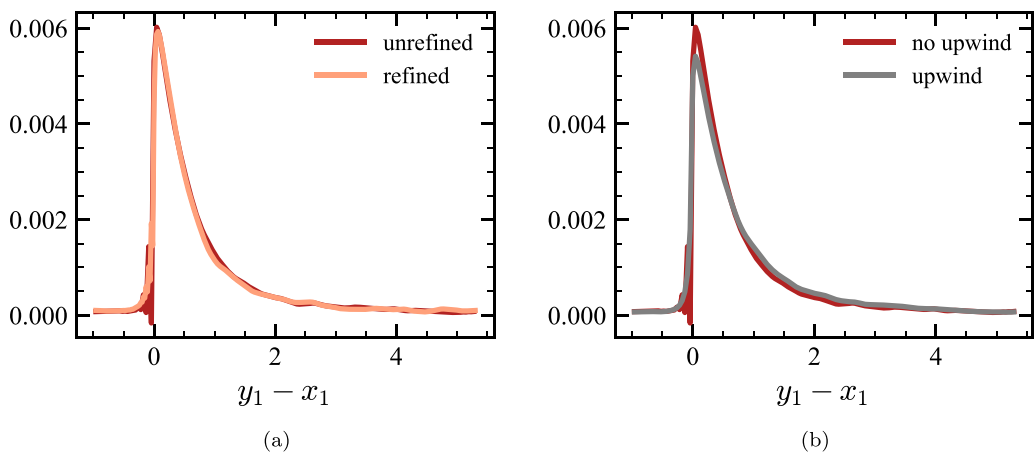 0.006
0.004
0.002
0.000
unrefined
refined
0
2
4
y₁ − x₁
(a)
0.006
0.004
0.002
0.000
no upwind
upwind
0
2
4
y₁ − x₁
(b)